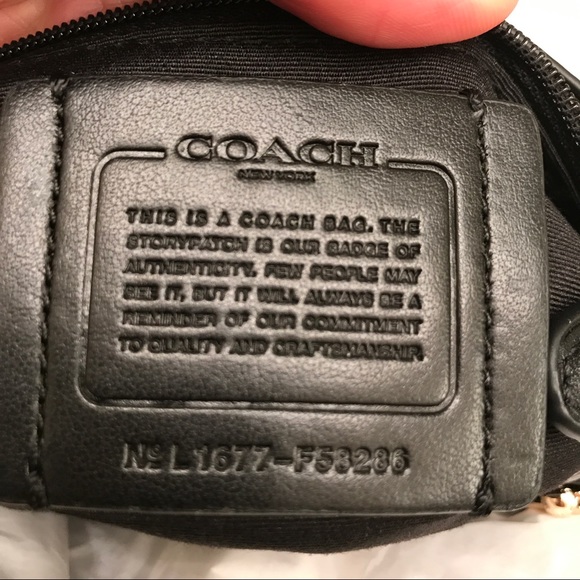 COACH
NEW YORK
THIS IS A COACH BAG. THE
STORYPATCH IS OUR BADGE OF
AUTHENTICITY. FEW PEOPLE MAY
SEE IT, BUT IT WILL ALWAYS BE A
REMINDER OF OUR COMMITMENT
TO QUALITY AND CRAFTSMANSHIP.
Nº L1677-F58286